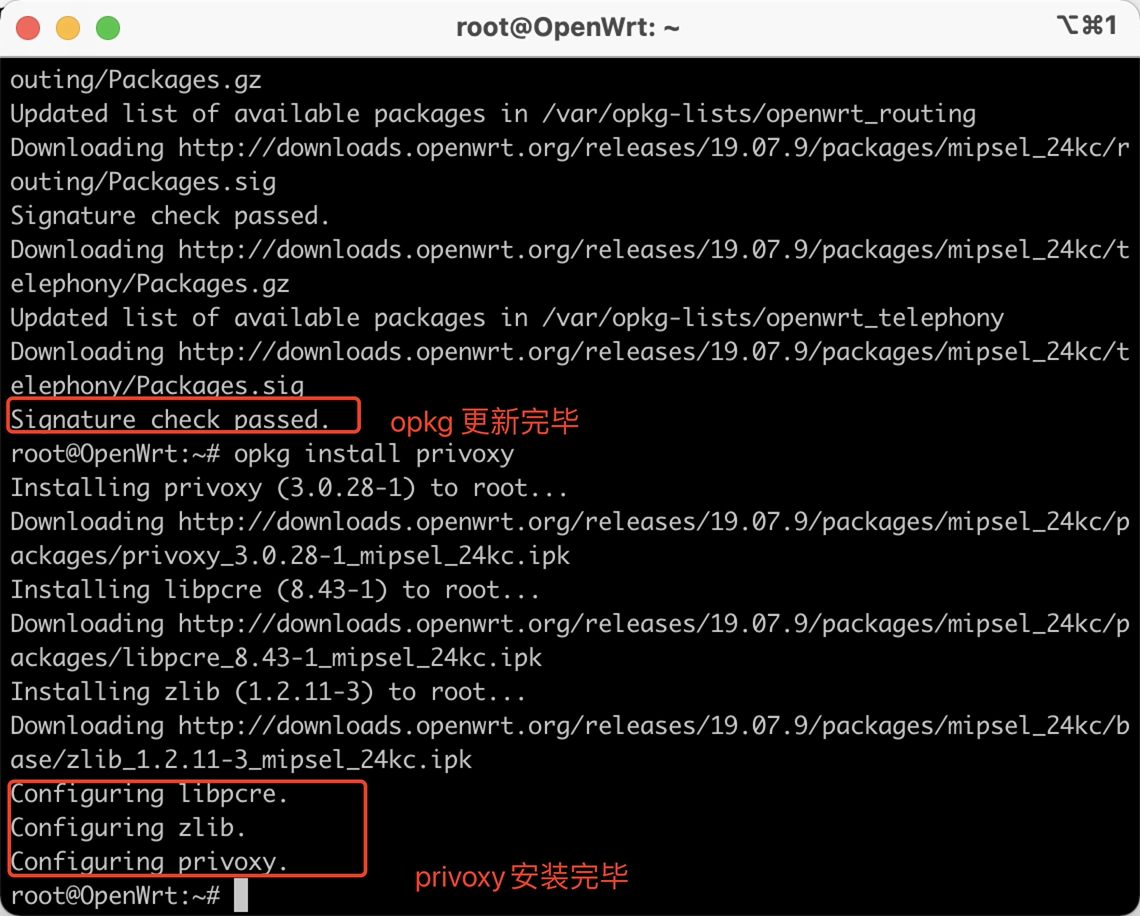 root@OpenWrt: ~
⌥⌘1
outing/Packages.gz
Updated list of available packages in /var/opkg-lists/openwrt_routing
Downloading http://downloads.openwrt.org/releases/19.07.9/packages/mipsel_24kc/r
outing/Packages.sig
Signature check passed.
Downloading http://downloads.openwrt.org/releases/19.07.9/packages/mipsel_24kc/t
elephony/Packages.gz
Updated list of available packages in /var/opkg-lists/openwrt_telephony
Downloading http://downloads.openwrt.org/releases/19.07.9/packages/mipsel_24kc/t
elephony/Packages.sig
Signature check passed.
opkg 更新完毕
root@OpenWrt:~# opkg install privoxy
Installing privoxy (3.0.28-1) to root...
Downloading http://downloads.openwrt.org/releases/19.07.9/packages/mipsel_24kc/p
ackages/privoxy_3.0.28-1_mipsel_24kc.ipk
Installing libpcre (8.43-1) to root...
Downloading http://downloads.openwrt.org/releases/19.07.9/packages/mipsel_24kc/p
ackages/libpcre_8.43-1_mipsel_24kc.ipk
Installing zlib (1.2.11-3) to root...
Downloading http://downloads.openwrt.org/releases/19.07.9/packages/mipsel_24kc/b
ase/zlib_1.2.11-3_mipsel_24kc.ipk
Configuring libpcre.
Configuring zlib.
Configuring privoxy.
privoxy 安装完毕
root@OpenWrt:~#